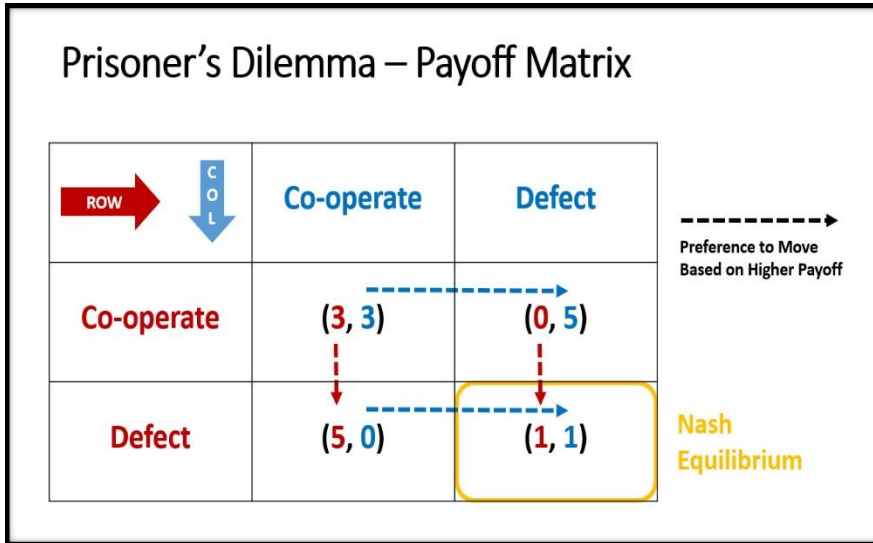 Prisoner's Dilemma – Payoff Matrix
ROW
COL
Co-operate
Defect
Preference to Move
Based on Higher Payoff
Co-operate
(3, 3)
(0, 5)
Defect
(5, 0)
(1, 1)
Nash
Equilibrium